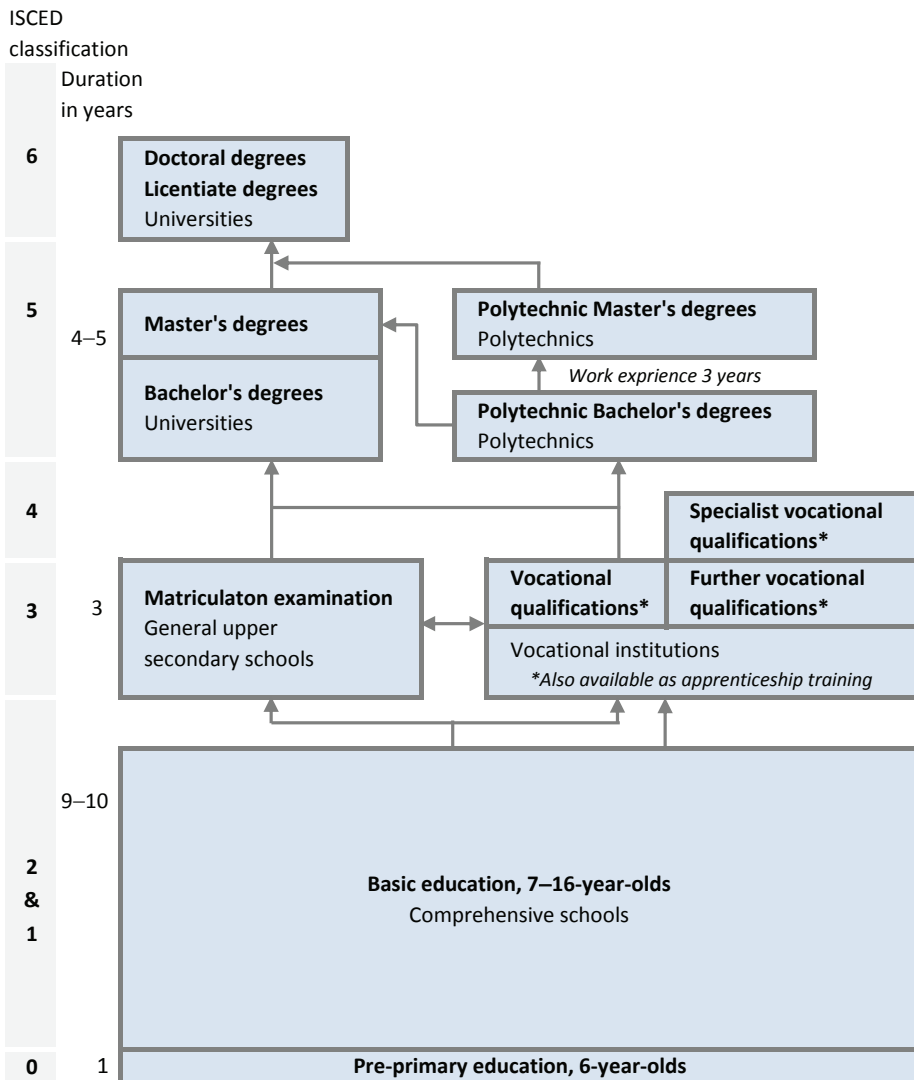 ISCED
classification
Duration
in years
6
Doctoral degrees
Licentiate degrees
Universities
5
4–5
Master's degrees
Bachelor's degrees
Universities
Polytechnic Master's degrees
Polytechnics
Work exprience 3 years
Polytechnic Bachelor's degrees
Polytechnics
4
Specialist vocational
qualifications*
3
3
Matriculaton examination
General upper
secondary schools
Vocational
qualifications*
Further vocational
qualifications*
Vocational institutions
*Also available as apprenticeship training
9–10
2
&
1
Basic education, 7–16-year-olds
Comprehensive schools
0
1
Pre-primary education, 6-year-olds